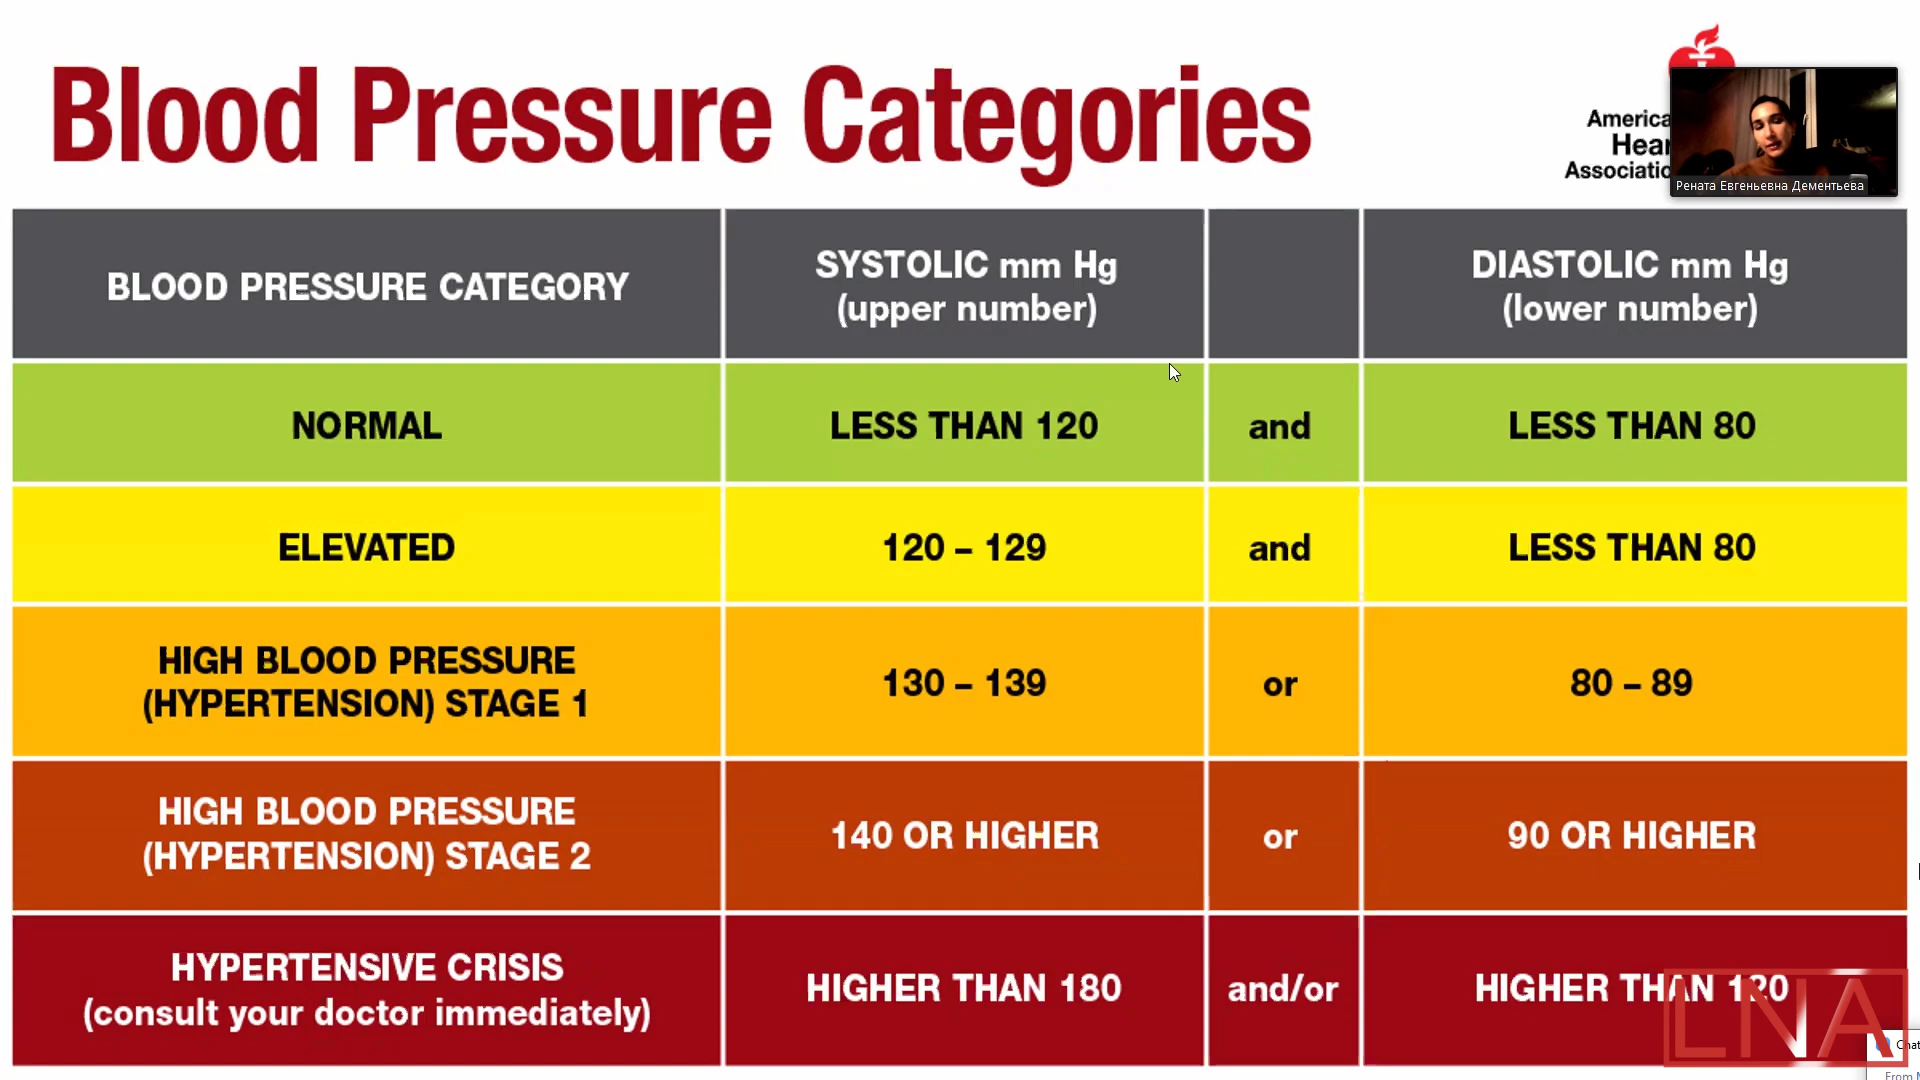 Blood Pressure Categories
America
Hear
Associatio
Рената Евгеньевна Дементьева
BLOOD PRESSURE CATEGORY
SYSTOLIC mm Hg
(upper number)
DIASTOLIC mm Hg
(lower number)
NORMAL
LESS THAN 120
and
LESS THAN 80
ELEVATED
120 – 129
and
LESS THAN 80
HIGH BLOOD PRESSURE
(HYPERTENSION) STAGE 1
130 – 139
or
80 – 89
HIGH BLOOD PRESSURE
(HYPERTENSION) STAGE 2
140 OR HIGHER
or
90 OR HIGHER
HYPERTENSIVE CRISIS
(consult your doctor immediately)
HIGHER THAN 180
and/or
HIGHER THAN 120
LNA
Chat
From